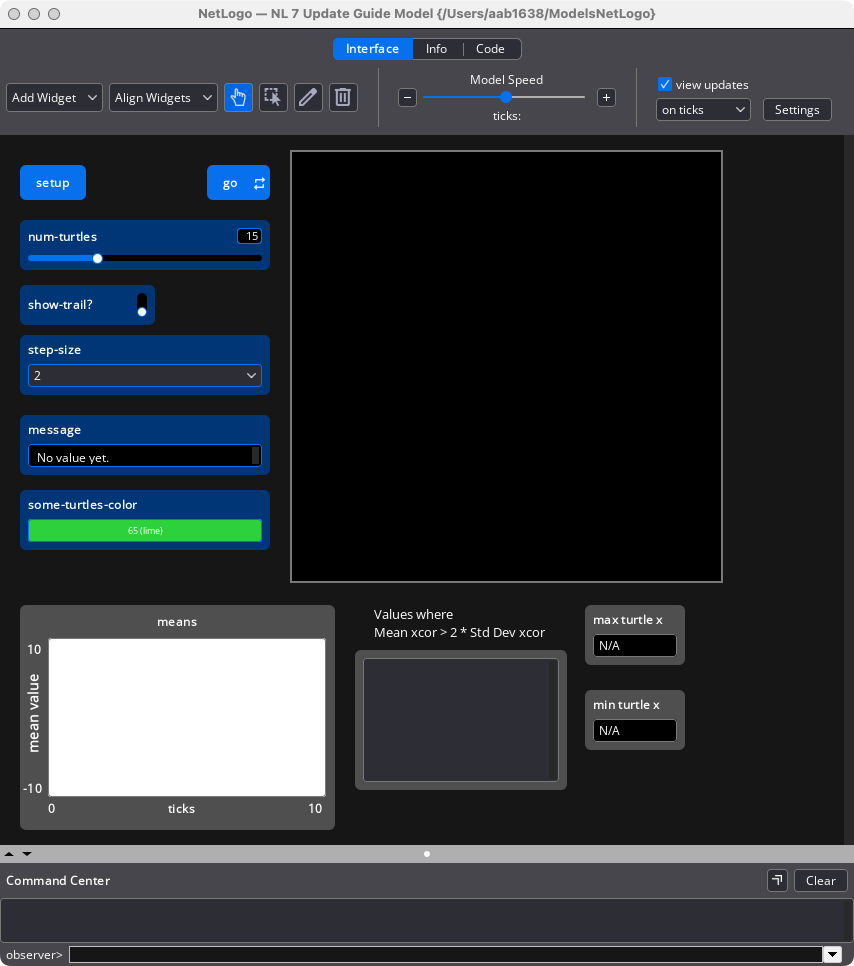 NetLogo — NL 7 Update Guide Model {/Users/aab1638/ModelsNetLogo}
Interface Info Code
Add Widget Align Widgets
Model Speed
ticks:
view updates
on ticks
Settings
setup go
num-turtles 15
show-trail?
step-size
2
message
No value yet.
some-turtles-color
65 (lime)
means
10
mean value
-10
0 ticks 10
Values where
Mean xcor > 2 * Std Dev xcor
max turtle x
N/A
min turtle x
N/A
Command Center Clear
observer>